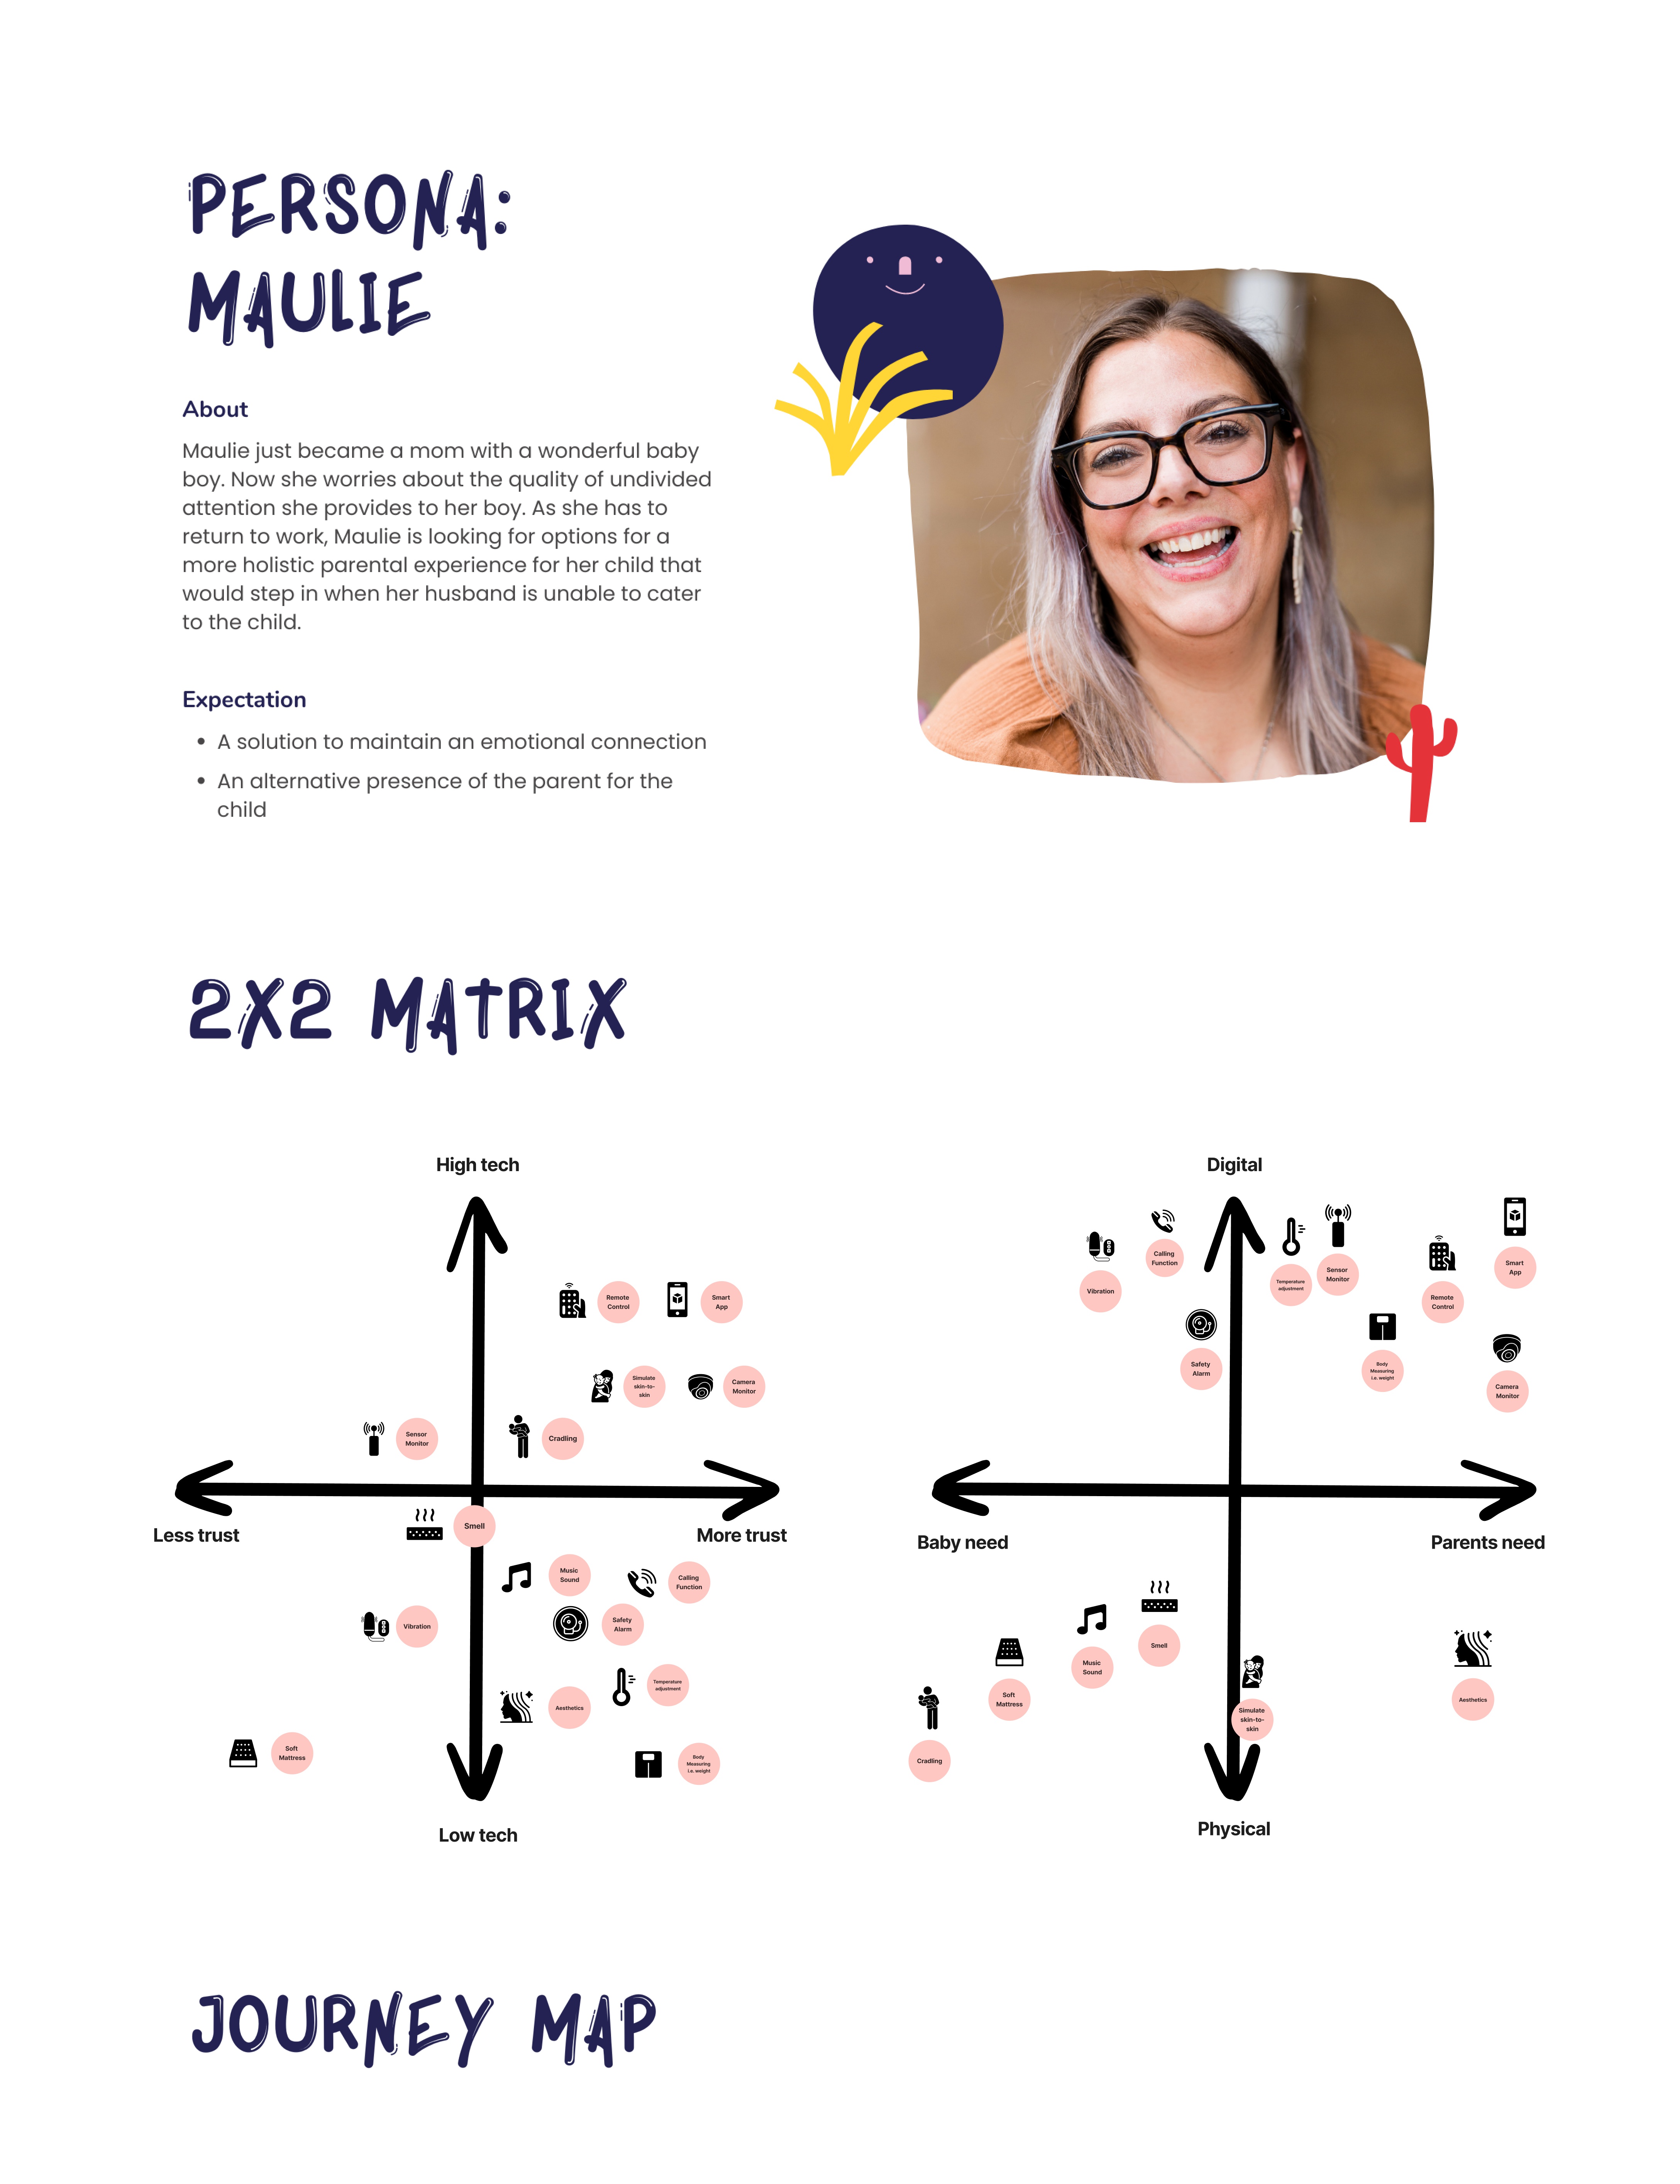 PERSONA:
MAULIE
About
Maulie just became a mom with a wonderful baby
boy. Now she worries about the quality of undivided
attention she provides to her boy. As she has to
return to work, Maulie is looking for options for a
more holistic parental experience for her child that
would step in when her husband is unable to cater
to the child.
Expectation
• A solution to maintain an emotional connection
• An alternative presence of the parent for the
child
2X2 MATRIX
High tech
Remote
Control
Smart
App
Simulate
skin-to-
skin
Camera
Monitor
Sensor
Monitor
Cradling
Less trust
More trust
Smell
Music
Sound
Calling
Function
Safety
Alarm
Vibration
Temperature
adjustment
Aesthetics
Soft
Mattress
Body
Measuring
i.e. weight
Low tech
Digital
Calling
Function
Vibration
Temperature
adjustment
Sensor
Monitor
Smart
App
Remote
Control
Safety
Alarm
Body
Measuring
i.e. weight
Camera
Monitor
Baby need
Parents need
Smell
Music
Sound
Soft
Mattress
Simulate
skin-to-
skin
Aesthetics
Cradling
Physical
JOURNEY MAP